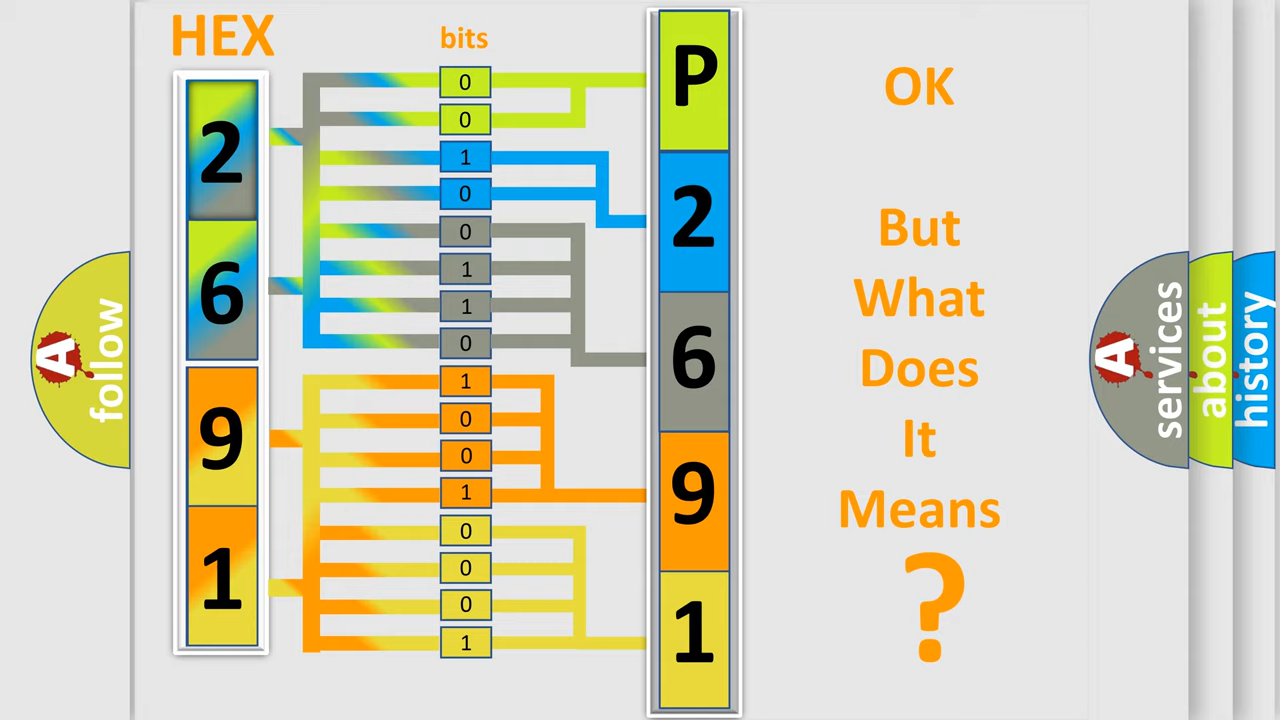 HEX
bits
2
6
9
1
0
0
1
0
0
1
1
0
1
0
0
1
0
0
0
1
P
2
6
9
1
OK
But
What
Does
It
Means
?
A
follow
A
services
about
history